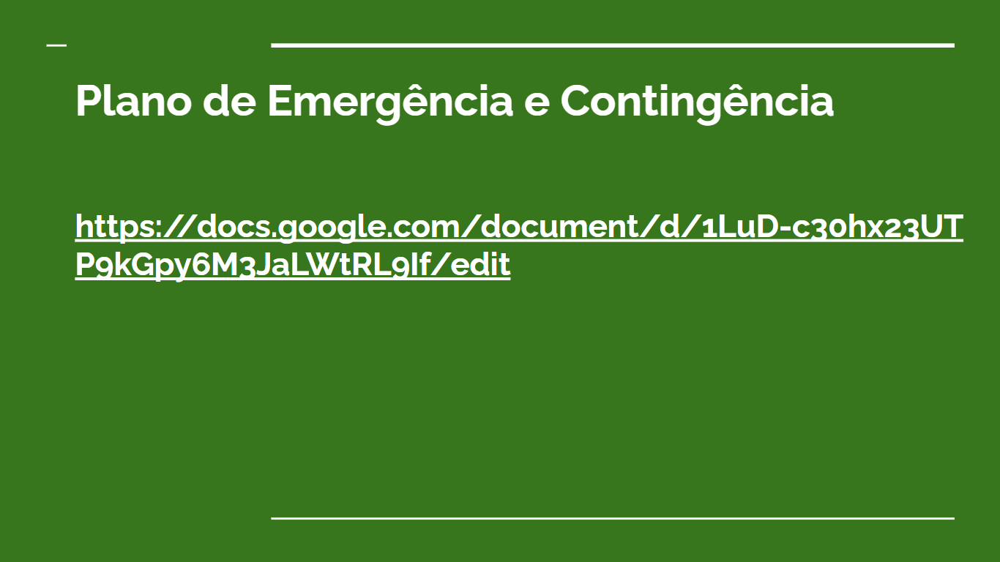 Plano de Emergência e Contingência
https://docs.google.com/document/d/1LuD-c30hx23UT
P9kGpy6M3JaLWtRL9If/edit